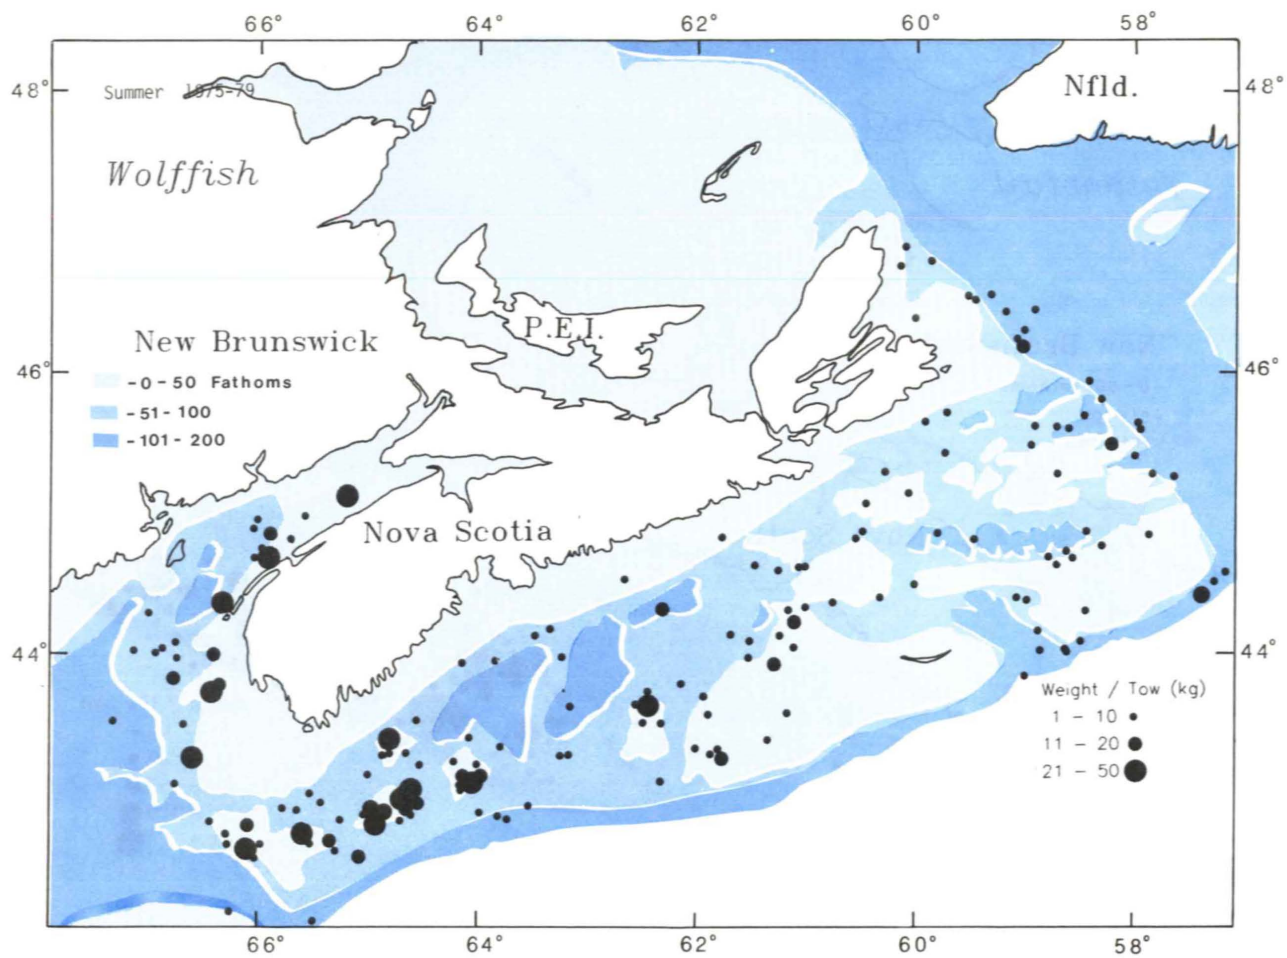 66° 64° 62° 60° 58°
48° 48°
Summer 1975-79
Nfld.
Wolffish
P.E.I.
New Brunswick
-0-50 Fathoms
46° 46°
-51-100
-101-200
Nova Scotia
44° 44°
Weight / Tow (kg)
1 - 10
11 - 20
21 - 50
66° 64° 62° 60° 58°